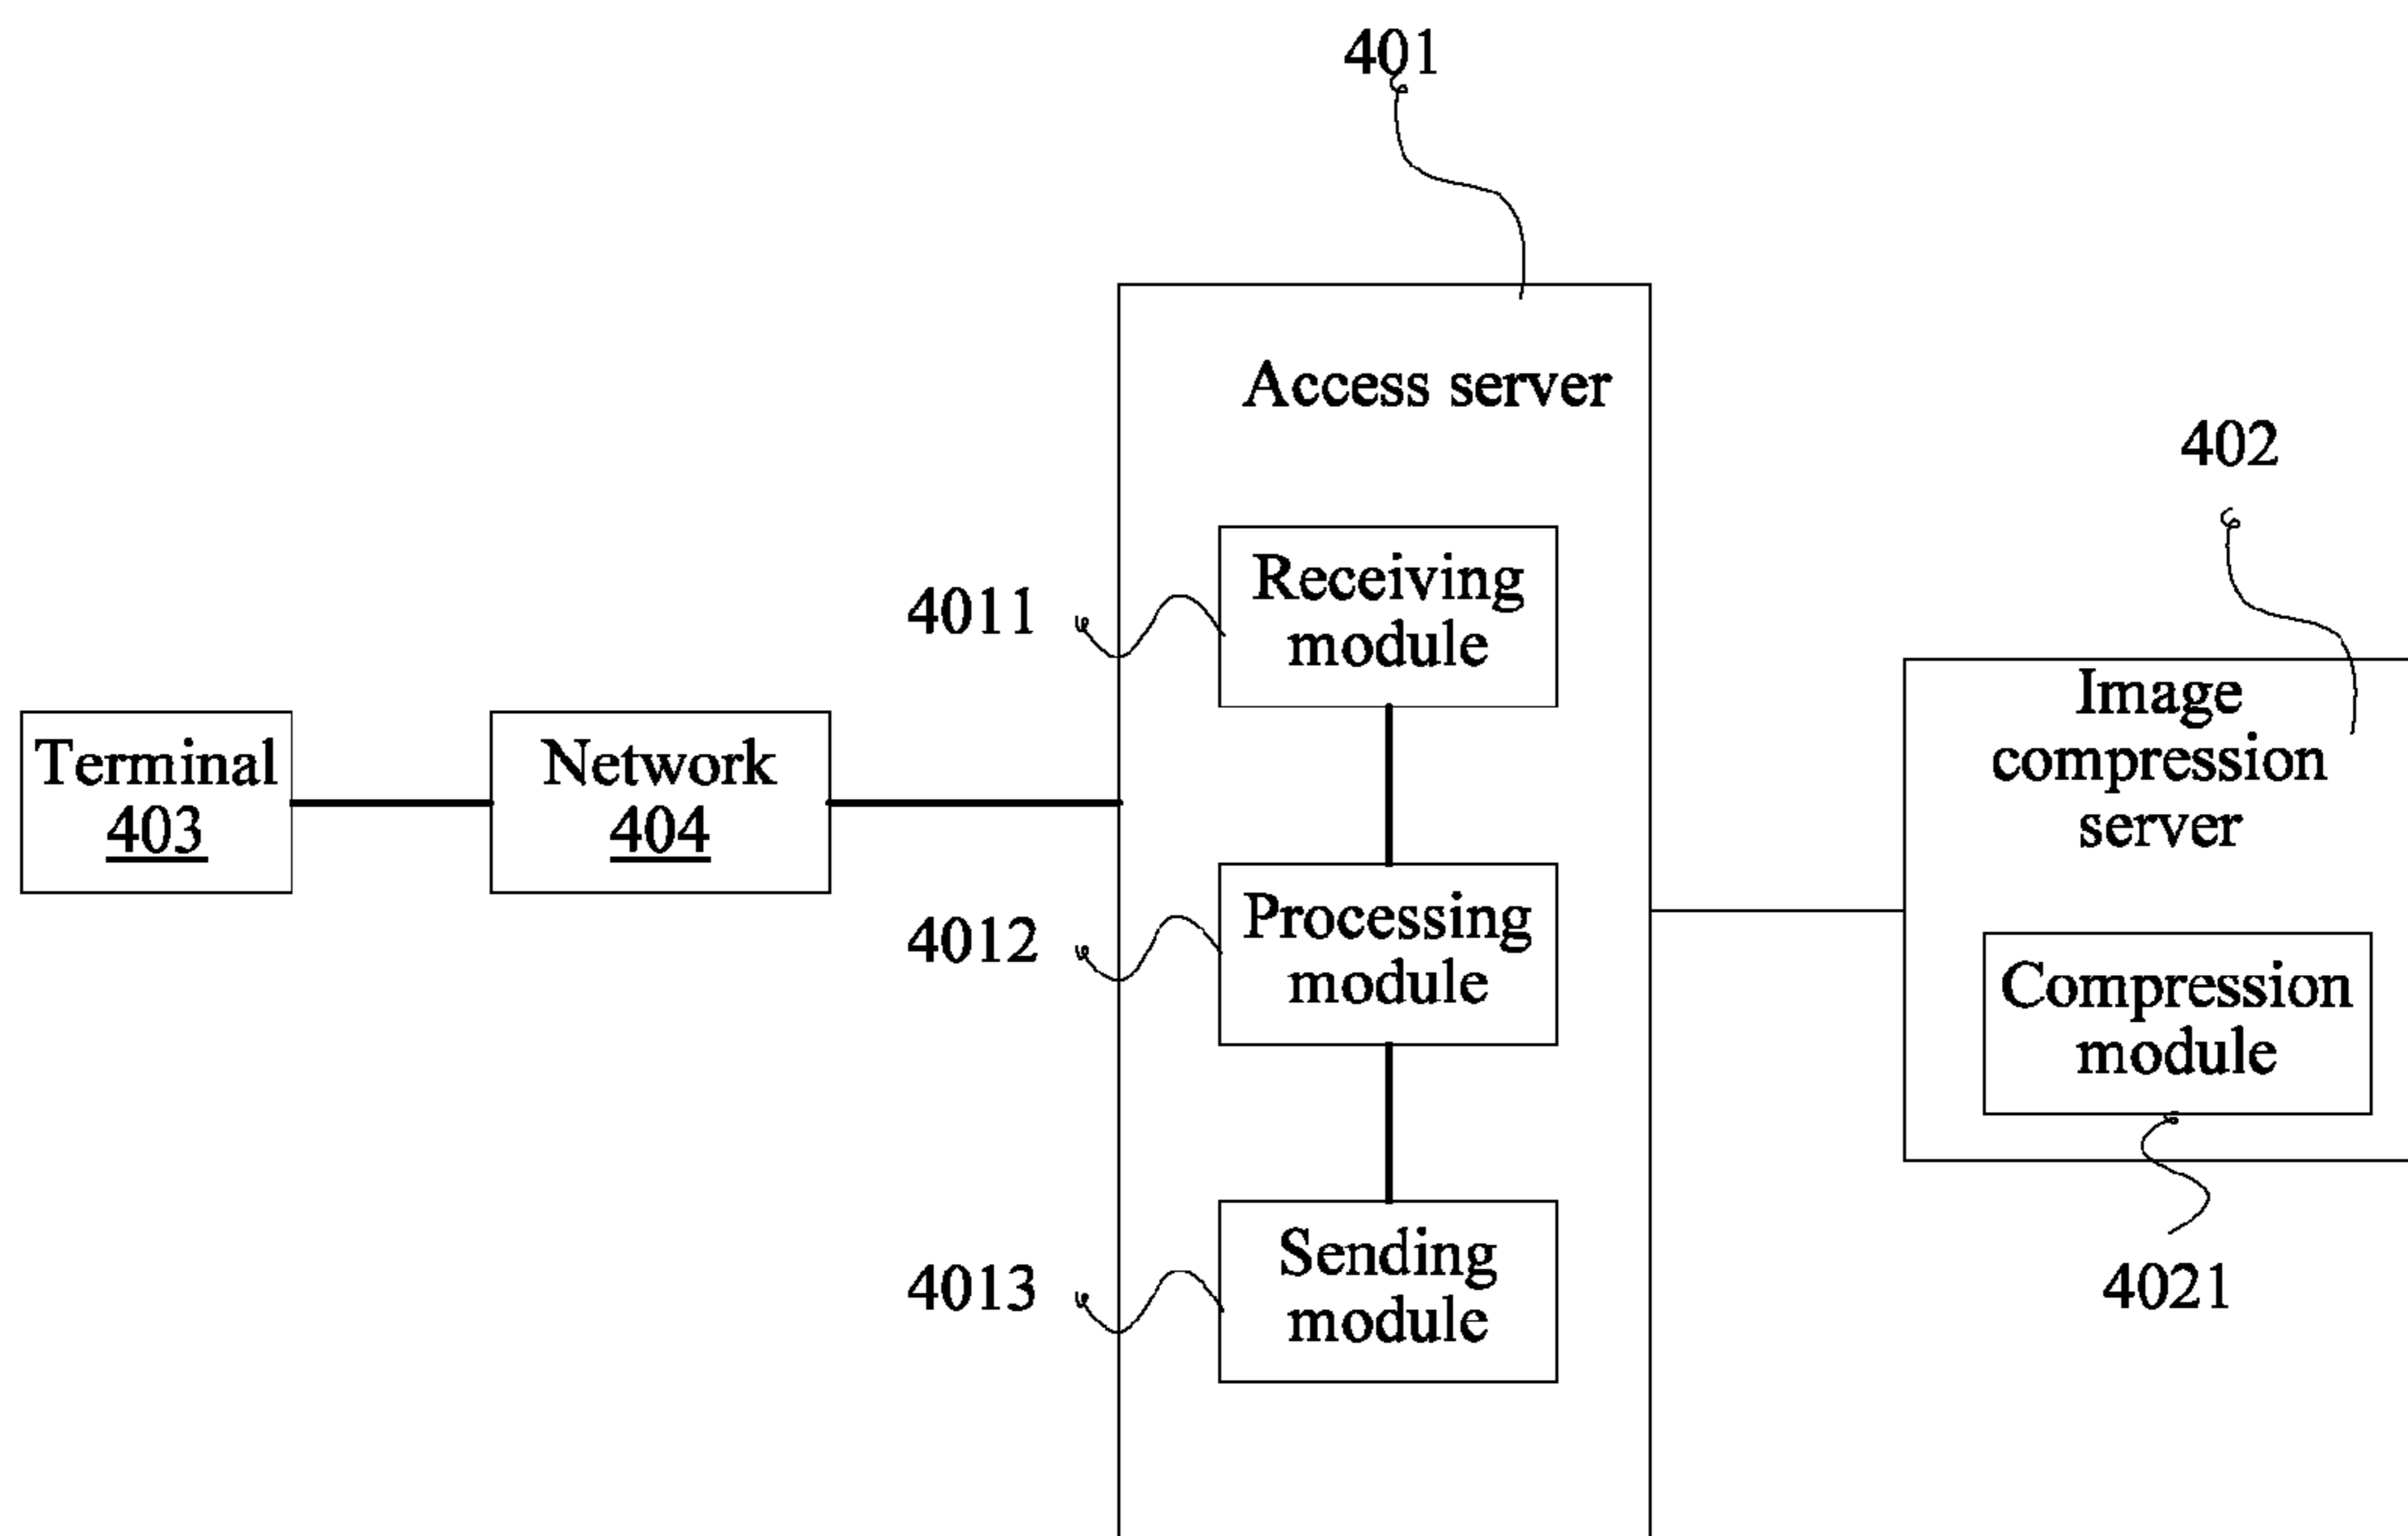 401
Access server
402
4011
Receiving
module
Terminal
403
Network
404
Image
compression
server
4012
Processing
module
Compression
module
4013
Sending
module
4021